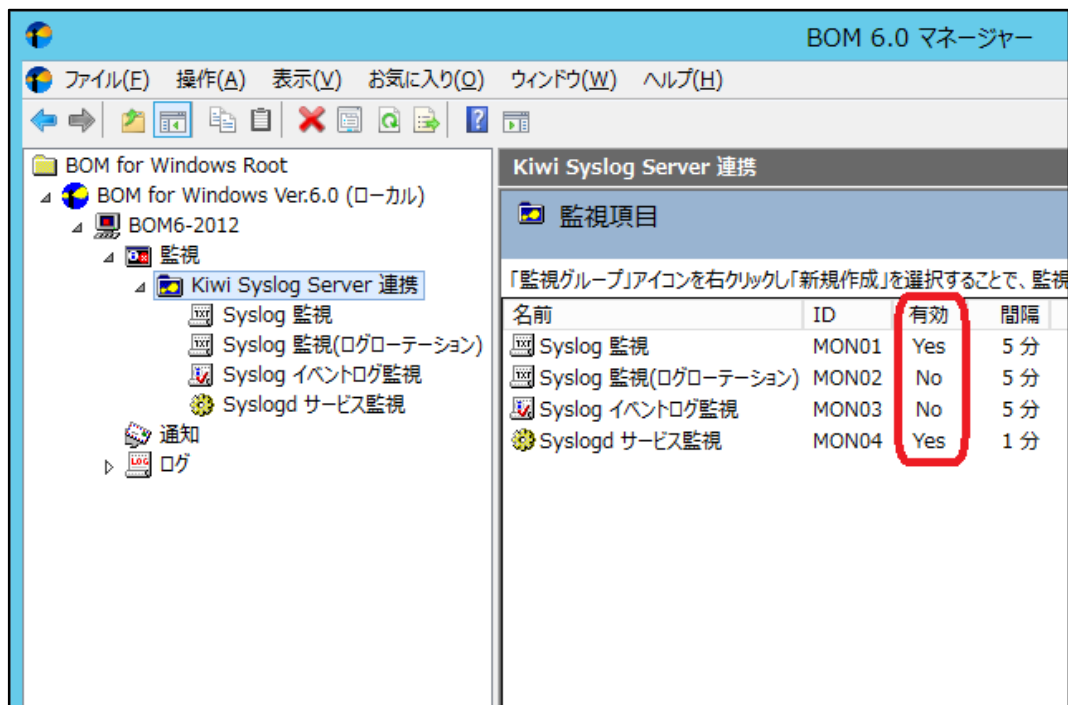 BOM 6.0 マネージャー
ファイル(F) 操作(A) 表示(V) お気に入り(O) ウィンドウ(W) ヘルプ(H)
BOM for Windows Root
BOM for Windows Ver.6.0 (ローカル)
BOM6-2012
監視
Kiwi Syslog Server 連携
Syslog 監視
Syslog 監視(ログローテーション)
Syslog イベントログ監視
Syslogd サービス監視
通知
ログ
Kiwi Syslog Server 連携
監視項目
「監視グループ」アイコンを右クリックし「新規作成」を選択することで、監視
名前 ID 有効 間隔
Syslog 監視 MON01 Yes 5 分
Syslog 監視(ログローテーション) MON02 No 5 分
Syslog イベントログ監視 MON03 No 5 分
Syslogd サービス監視 MON04 Yes 1 分